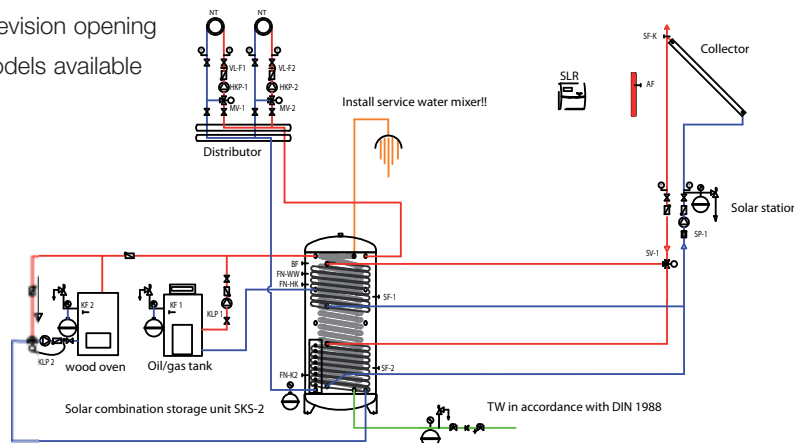 evision opening
odels available
NT
NT
VL-F1
VL-F2
HKP-1
HKP-2
MV-1
MV-2
Distributor
Install service water mixer!!
SLR
AF
SF-K
Collector
Solar station
SP-1
SV-1
BF
FN-WW
FN-HK
SF-1
FN-K2
SF-2
KF 2
KF 1
KLP 1
KLP 2
wood oven
Oil/gas tank
Solar combination storage unit SKS-2
TW in accordance with DIN 1988